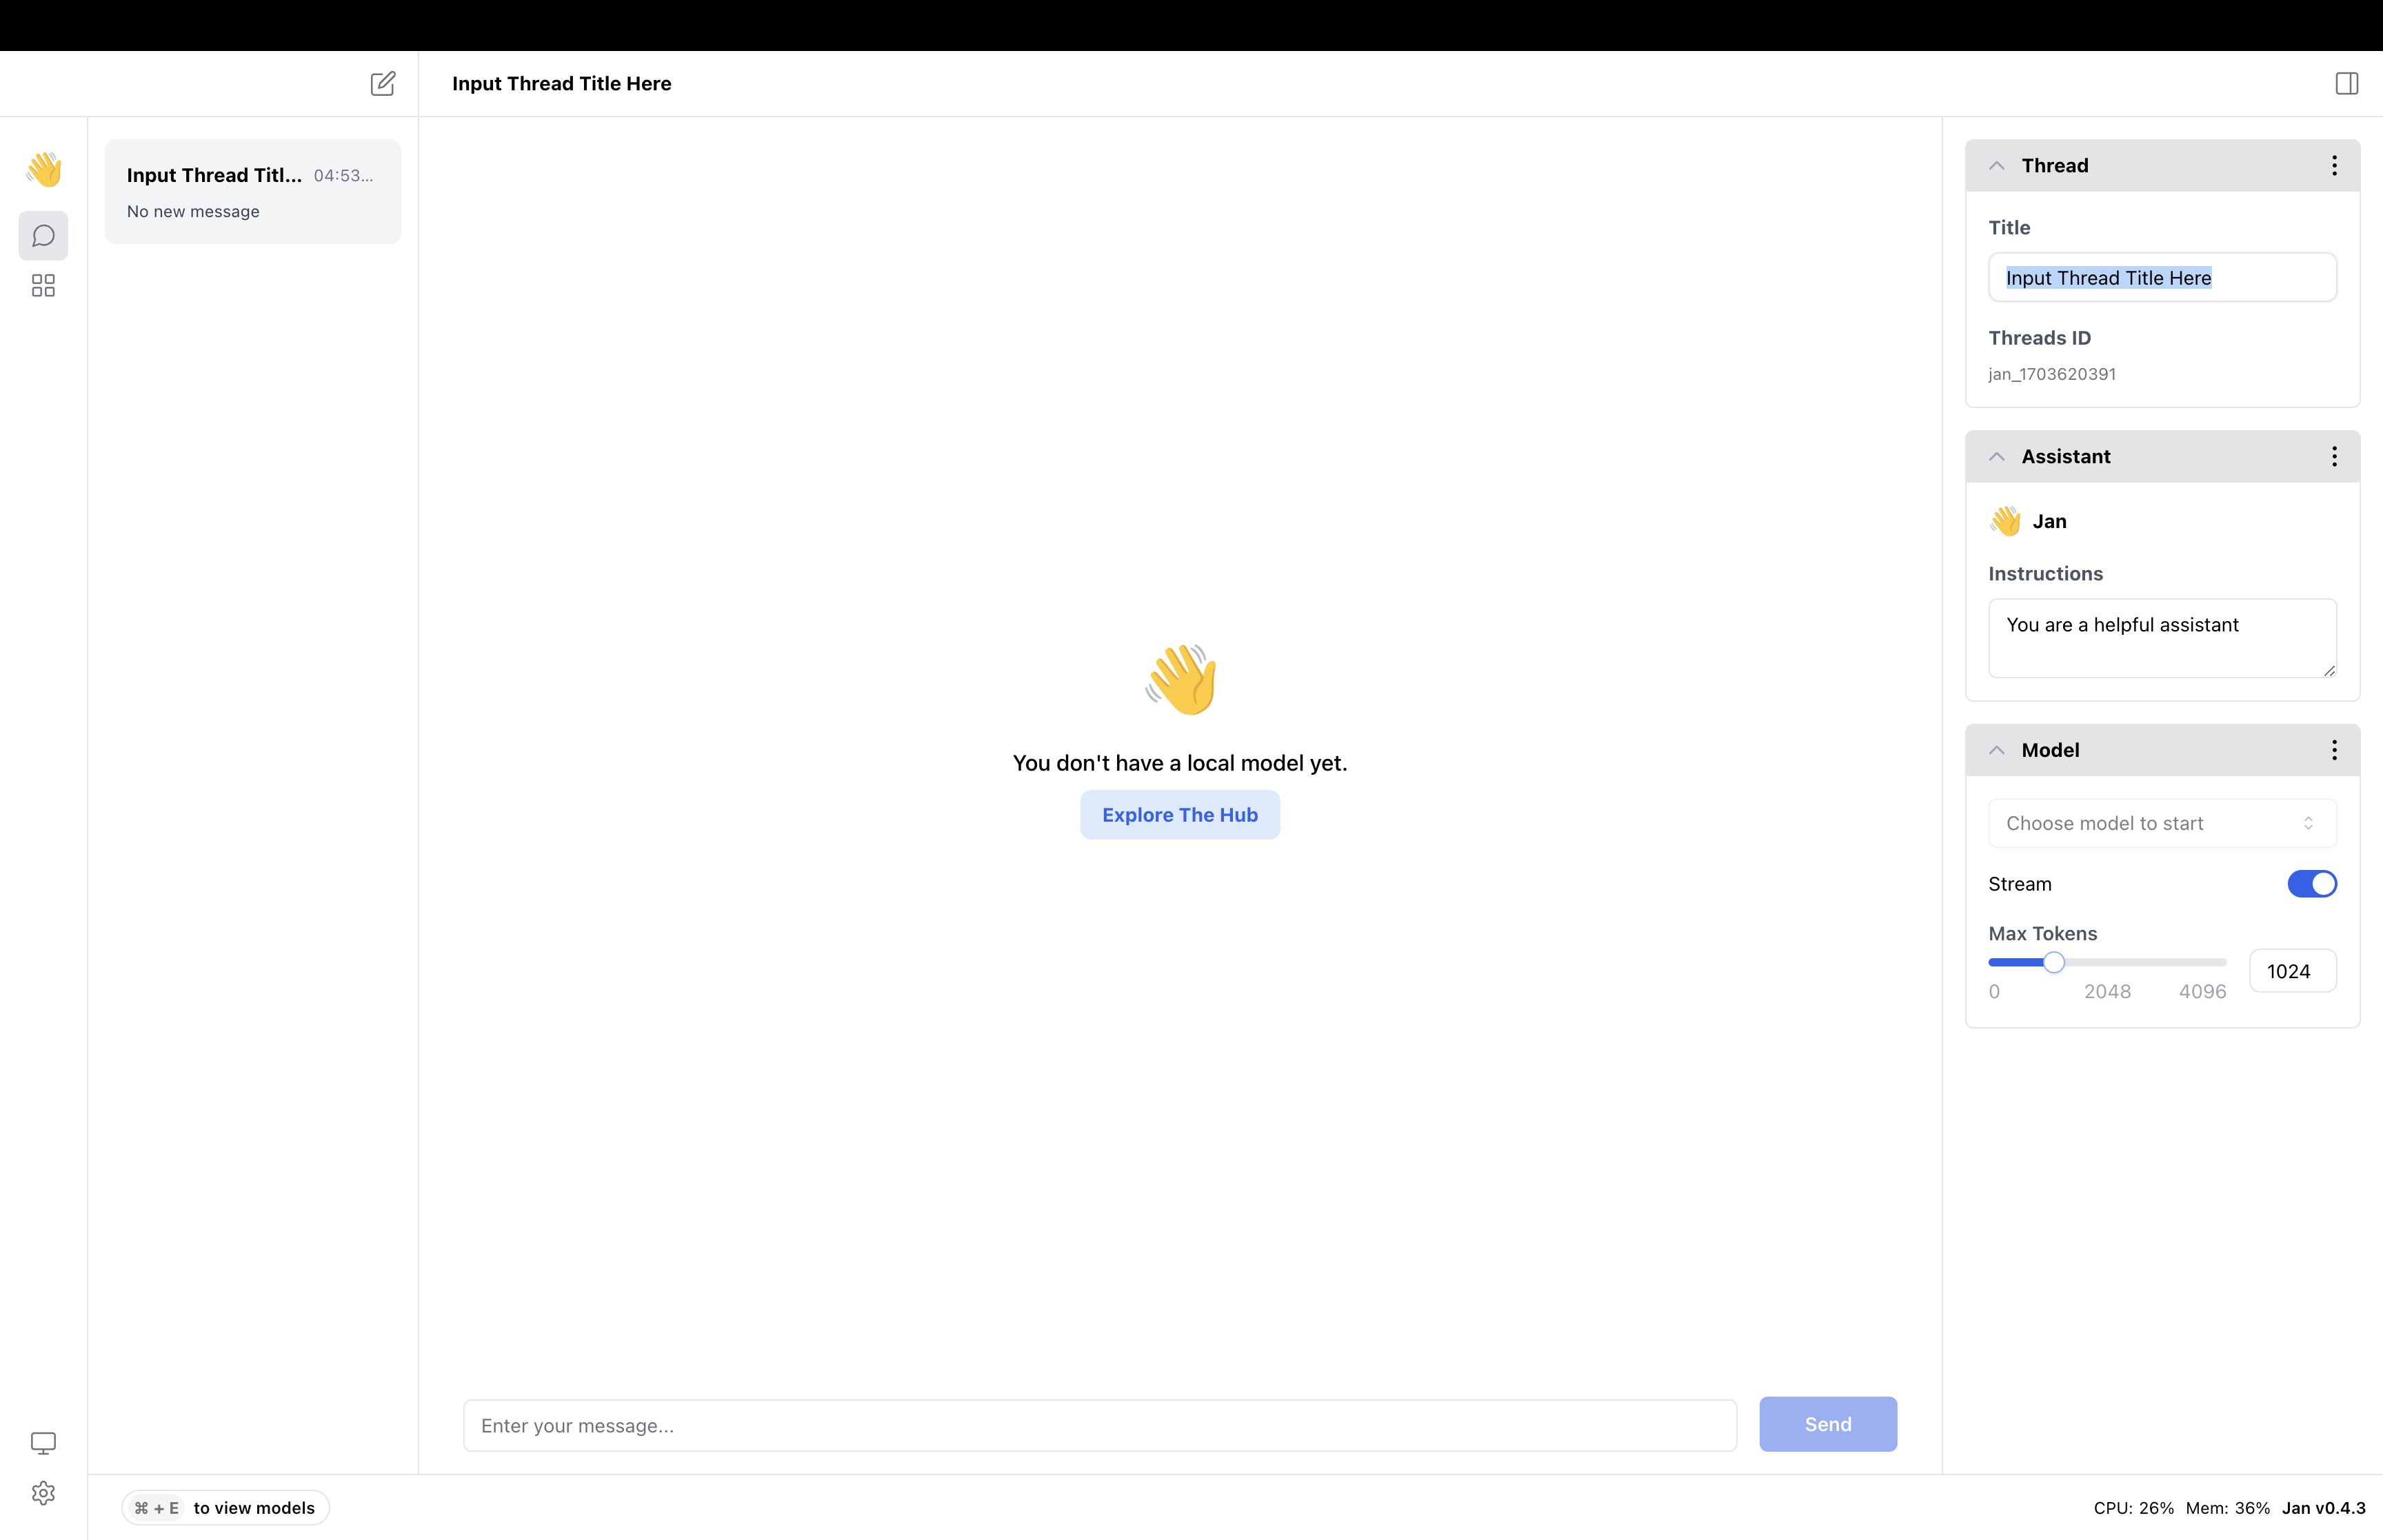 Input Thread Title Here
Input Thread Titl... 04:53...
No new message
You don't have a local model yet.
Explore The Hub
Enter your message...
Send
Thread
Title
Input Thread Title Here
Threads ID
jan_1703620391
Assistant
Jan
Instructions
You are a helpful assistant
Model
Choose model to start
Stream
Max Tokens
1024
0 2048 4096
⌘ + E to view models
CPU: 26% Mem: 36% Jan v0.4.3